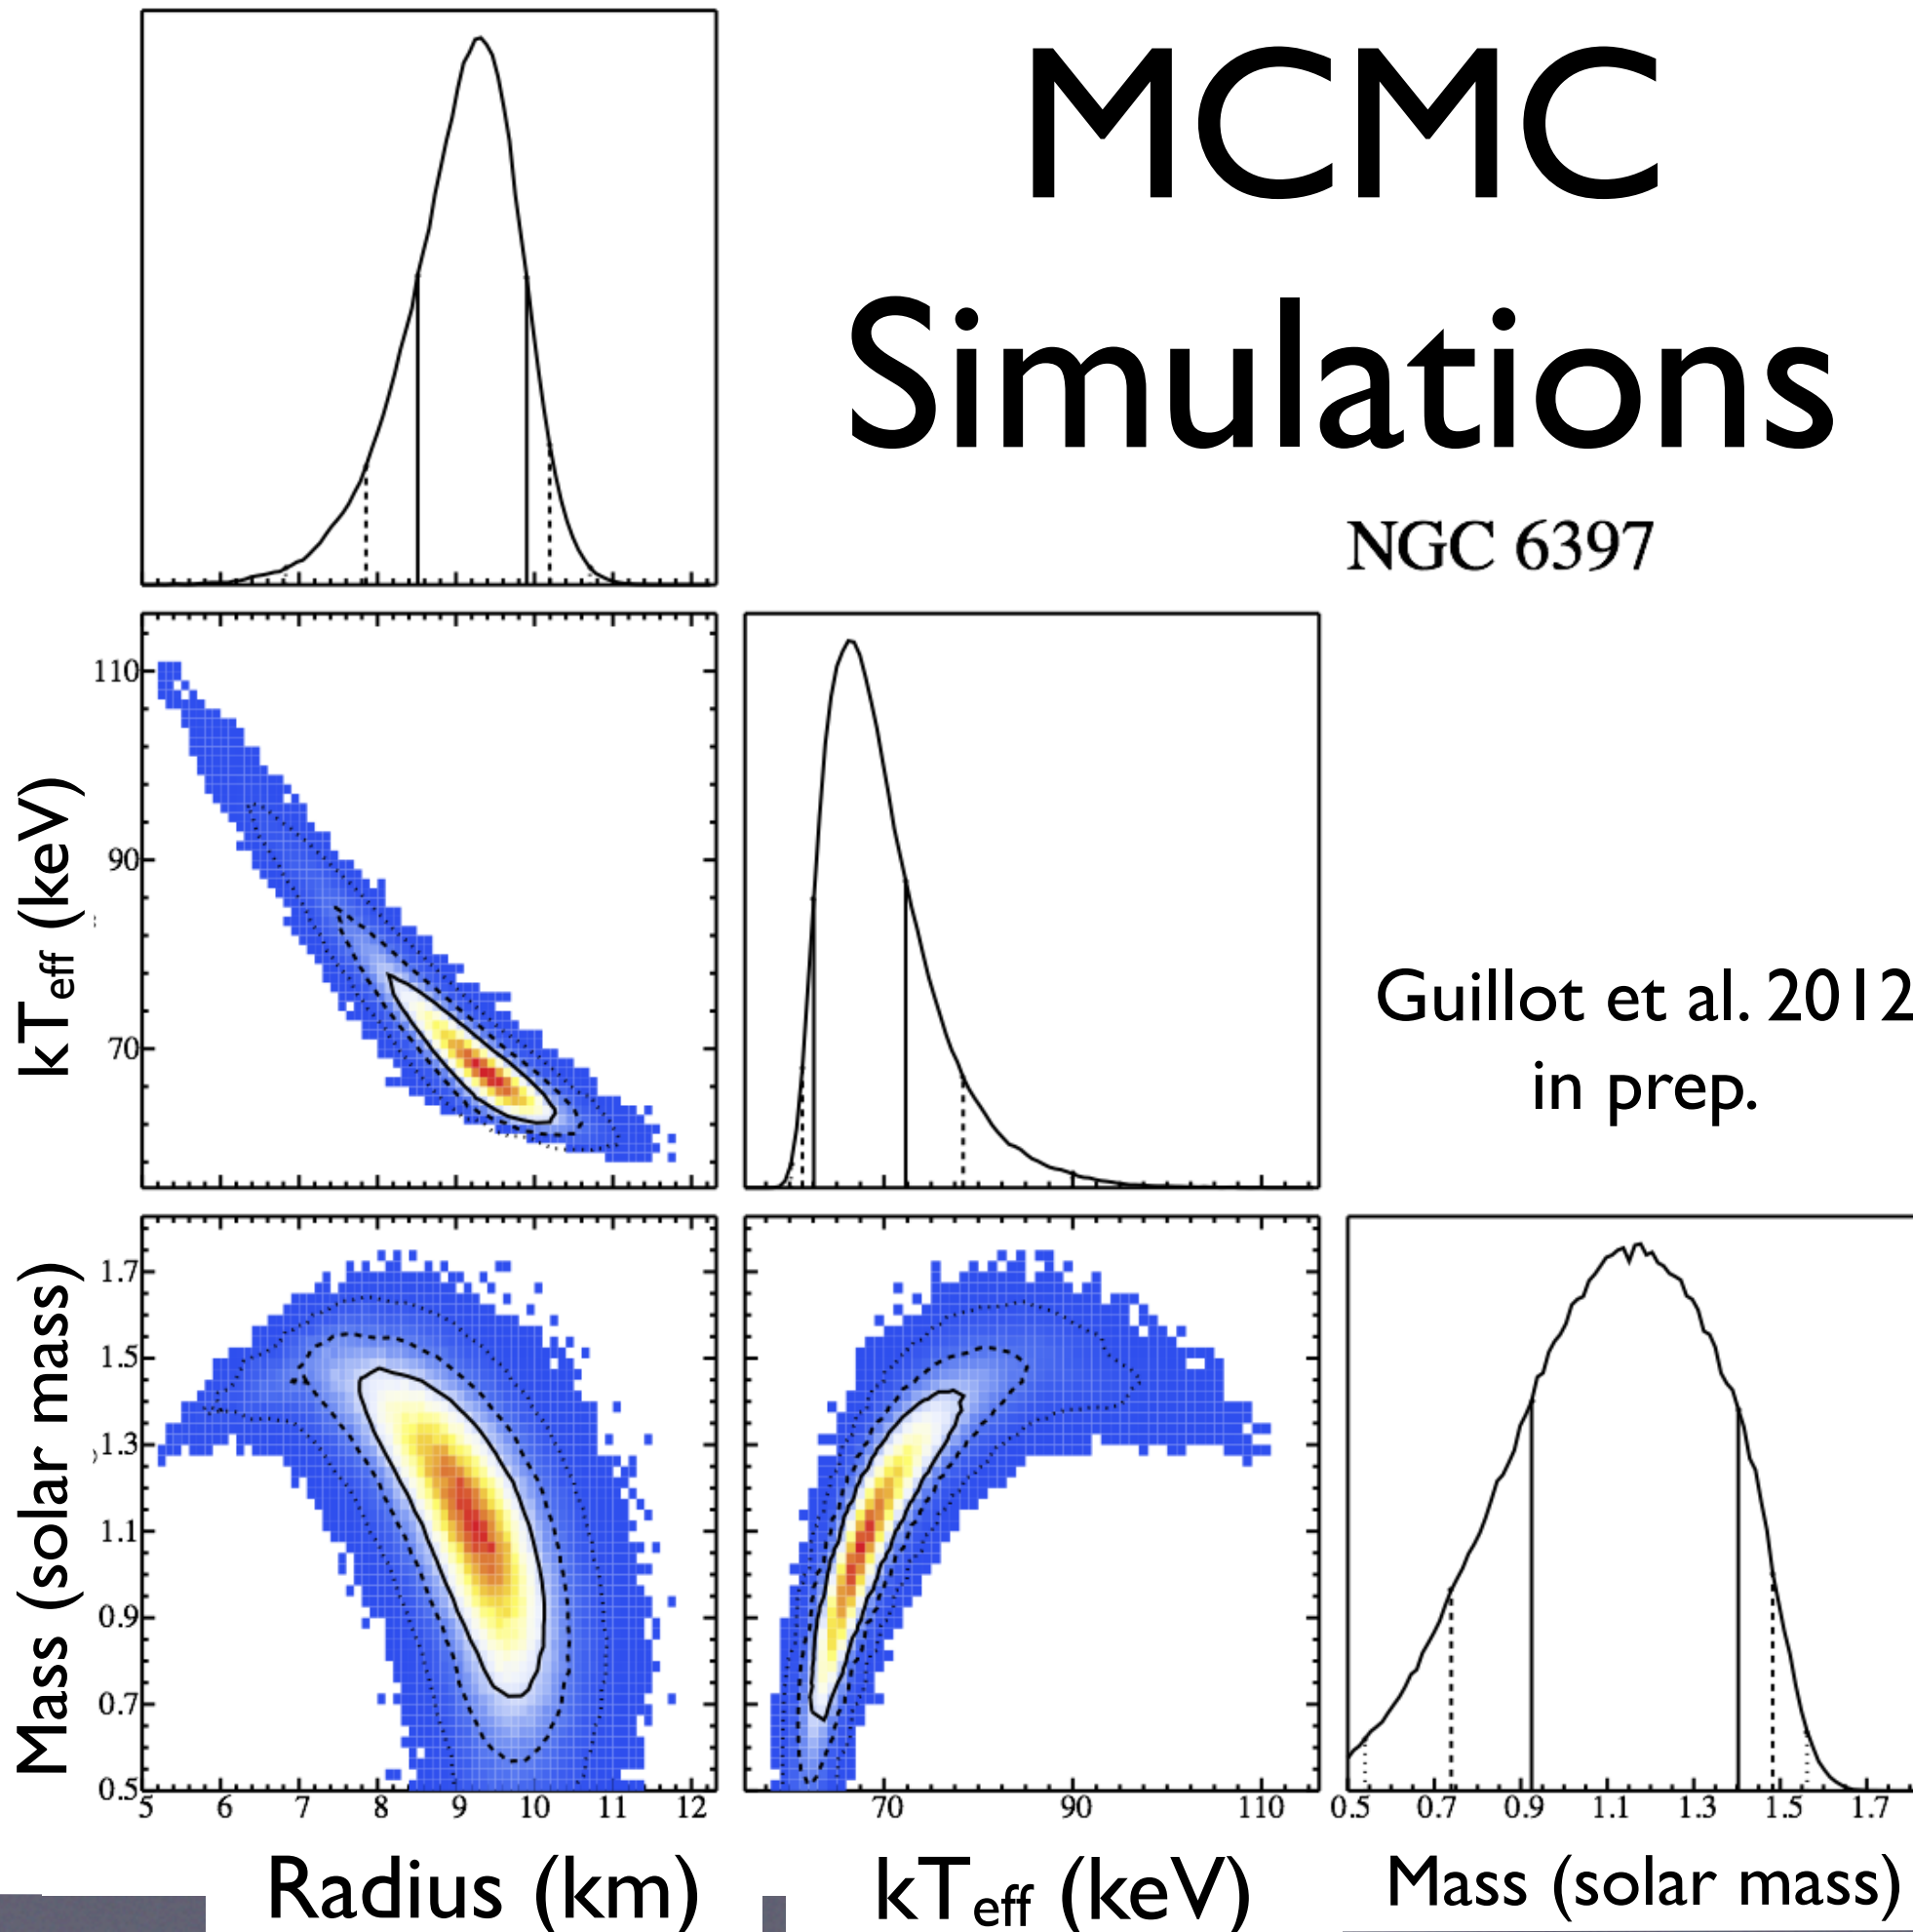 MCMC
Simulations
NGC 6397
110
90
70
kTeff (keV)
Guillot et al. 2012
in prep.
1.7
1.5
1.3
1.1
0.9
0.7
0.5
Mass (solar mass)
5 6 7 8 9 10 11 12
70 90 110
0.5 0.7 0.9 1.1 1.3 1.5 1.7
Radius (km)
kTeff (keV)
Mass (solar mass)